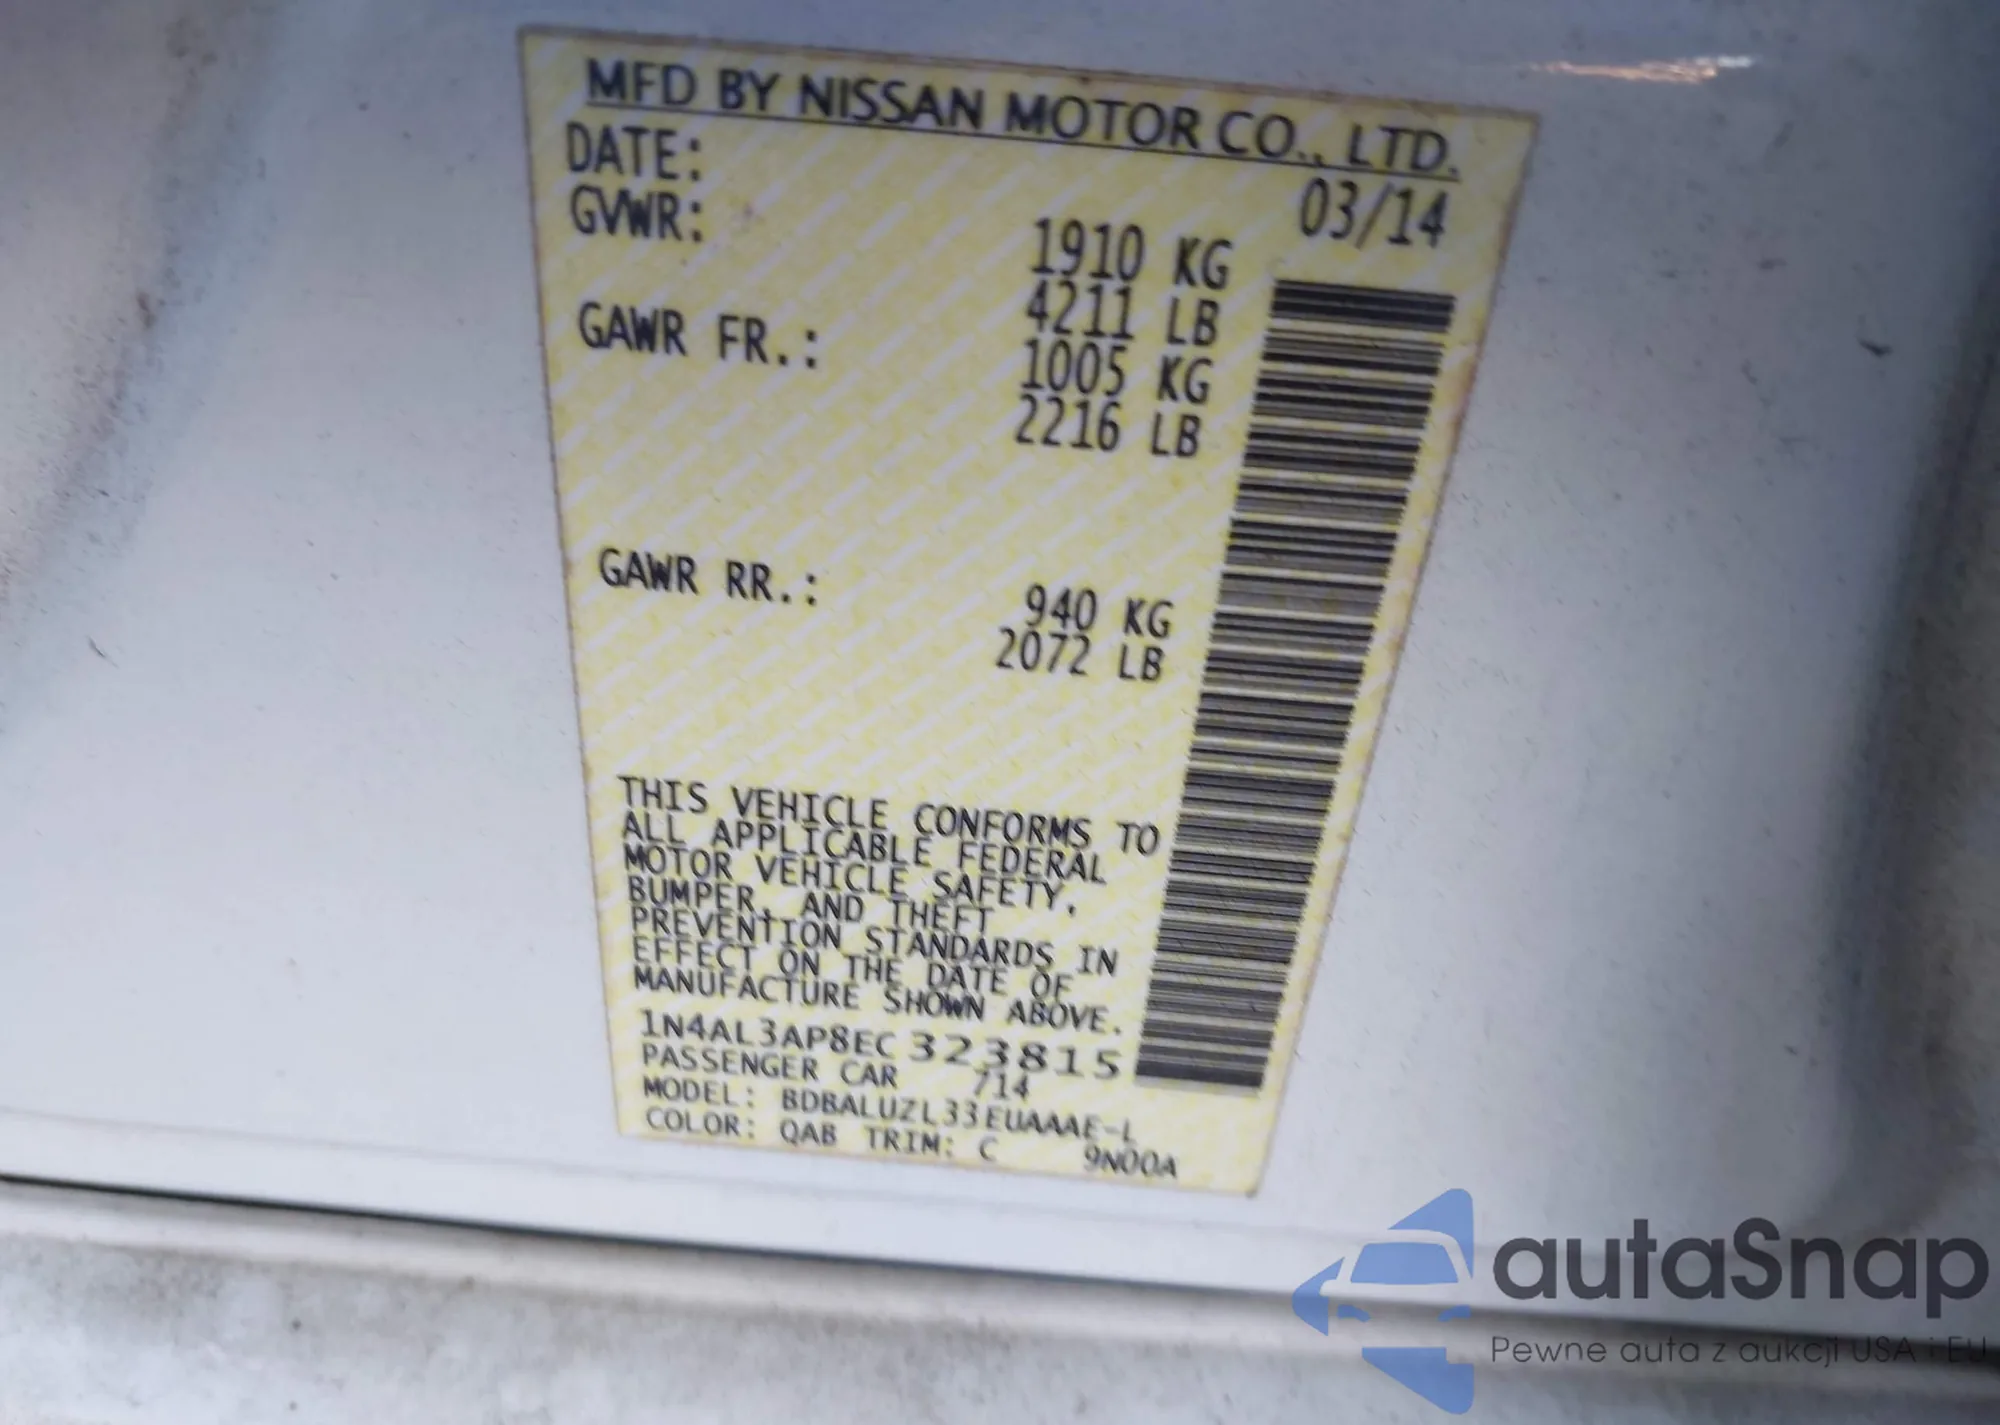 MFD BY NISSAN MOTOR CO., LTD.
DATE: 03/14
GVWR: 1910 KG
4211 LB
GAWR FR.: 1005 KG
2216 LB
GAWR RR.: 940 KG
2072 LB
THIS VEHICLE CONFORMS TO
ALL APPLICABLE FEDERAL
MOTOR VEHICLE SAFETY,
BUMPER, AND THEFT
PREVENTION STANDARDS IN
EFFECT ON THE DATE OF
MANUFACTURE SHOWN ABOVE.
1N4AL3AP8EC323815
PASSENGER CAR 714
MODEL: BDBALUZL33EUAAAE-L
COLOR: QAB TRIM: C 9N00A
autaSnap
Pewne auta z aukcji USA i EU